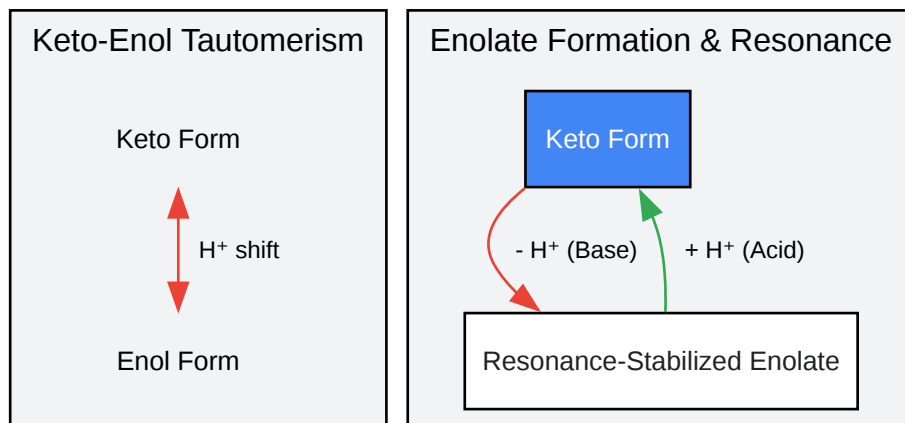 Keto-Enol Tautomerism
Keto Form
H⁺ shift
Enol Form
Enolate Formation & Resonance
Keto Form
- H⁺ (Base)
+ H⁺ (Acid)
Resonance-Stabilized Enolate